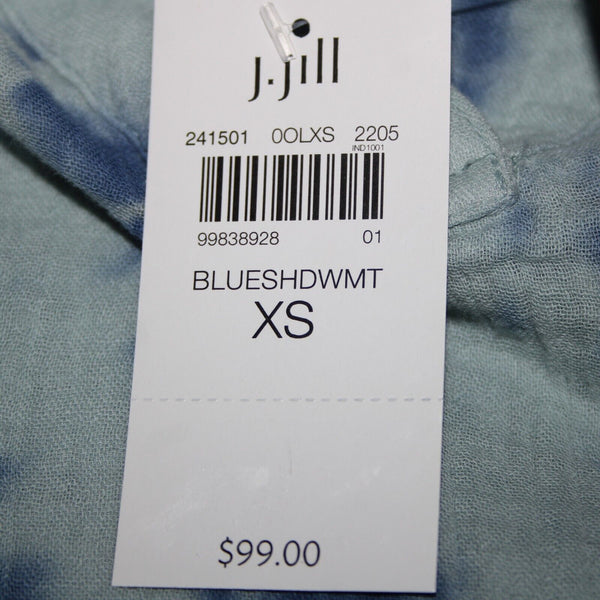 J.Jill
241501 0OLXS 2205
IND1001
99838928 01
BLUESHDWMT
XS
$99.00